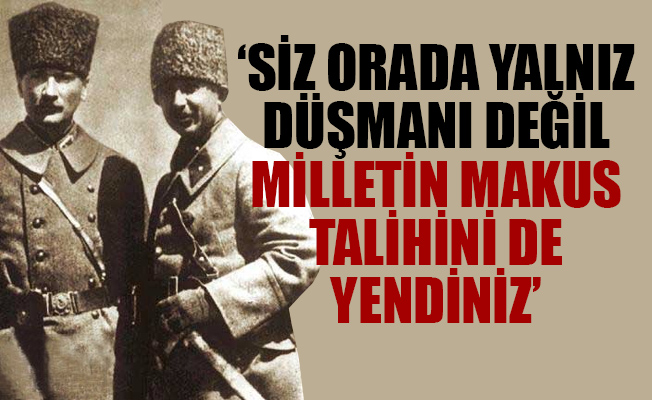 ‘SİZ ORADA YALNIZ
DÜŞMANI DEĞİL
MİLLETİN MAKUS
TALİHİNİ DE
YENDİNİZ’